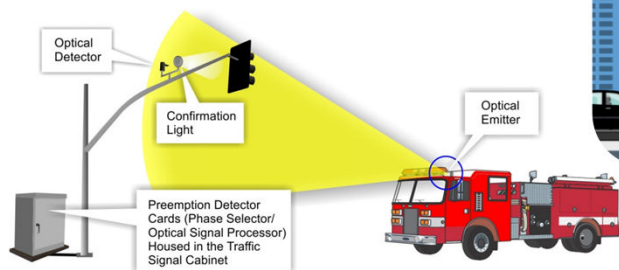 Optical
Detector
Confirmation
Light
Optical
Emitter
Preemption Detector
Cards (Phase Selector/
Optical Signal Processor)
Housed in the Traffic
Signal Cabinet